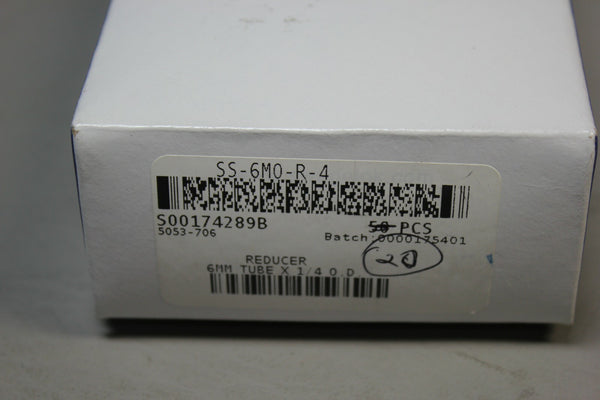 SS-6M0-R-4
S00174289B
50 PCS
5053-706
Batch:0000175401
20
REDUCER
6MM TUBE X 1/4 O.D